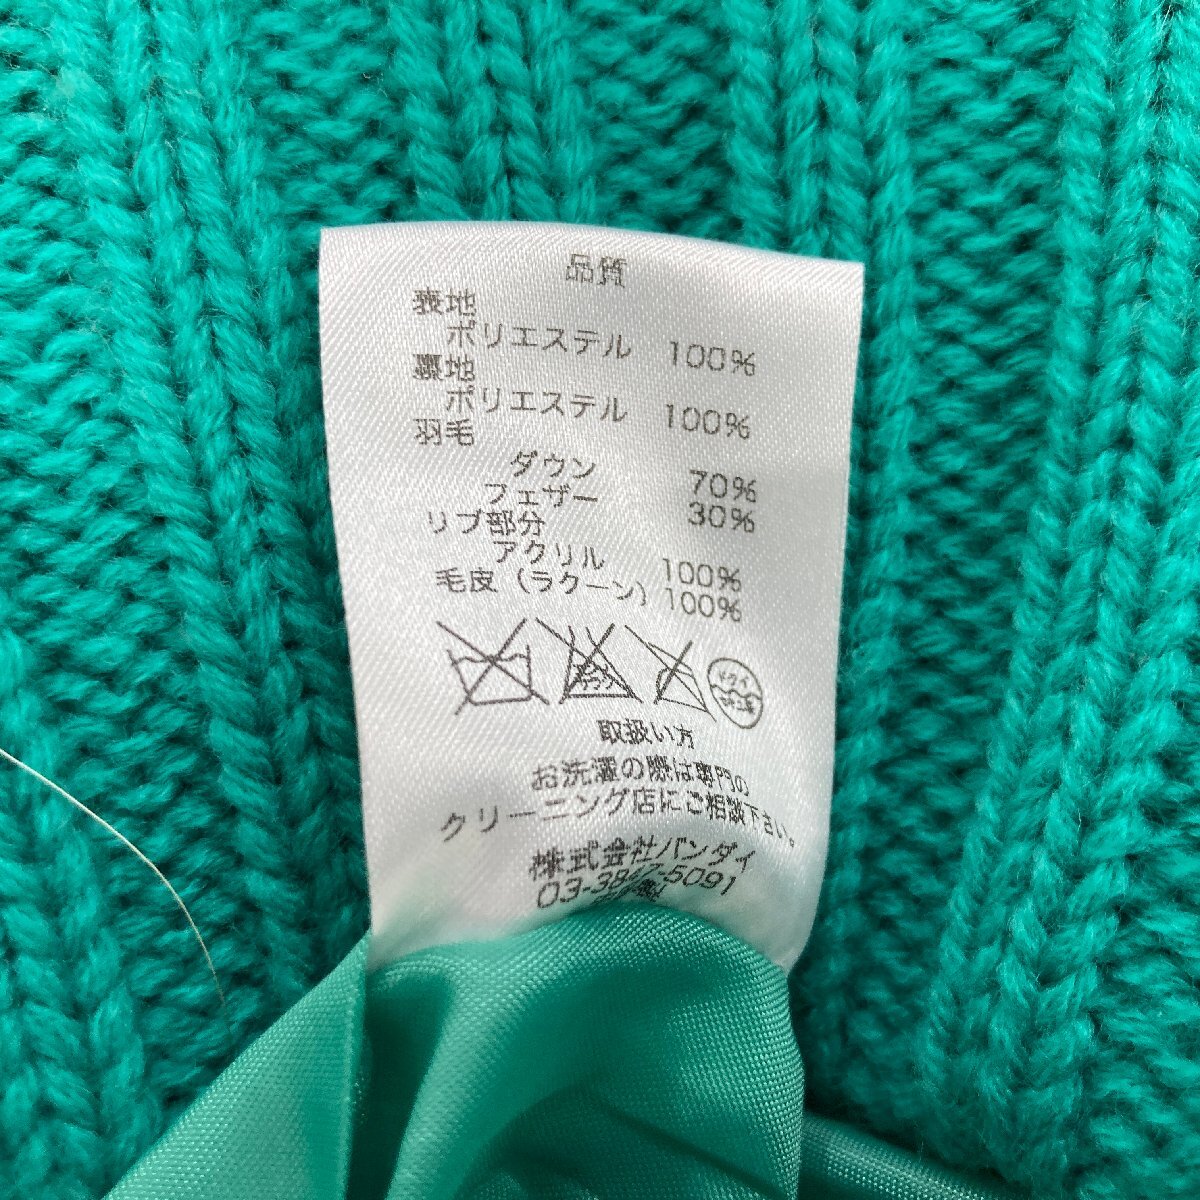 品質
表地
ポリエステル 100%
裏地
ポリエステル 100%
羽毛
ダウン 70%
フェザー 30%
リブ部分
アクリル 100%
毛皮(ラクーン) 100%
ドライ
取扱い方
お洗濯の際は専門の
クリーニング店にご相談下さい。
株式会社バンダイ
03-3847-5091